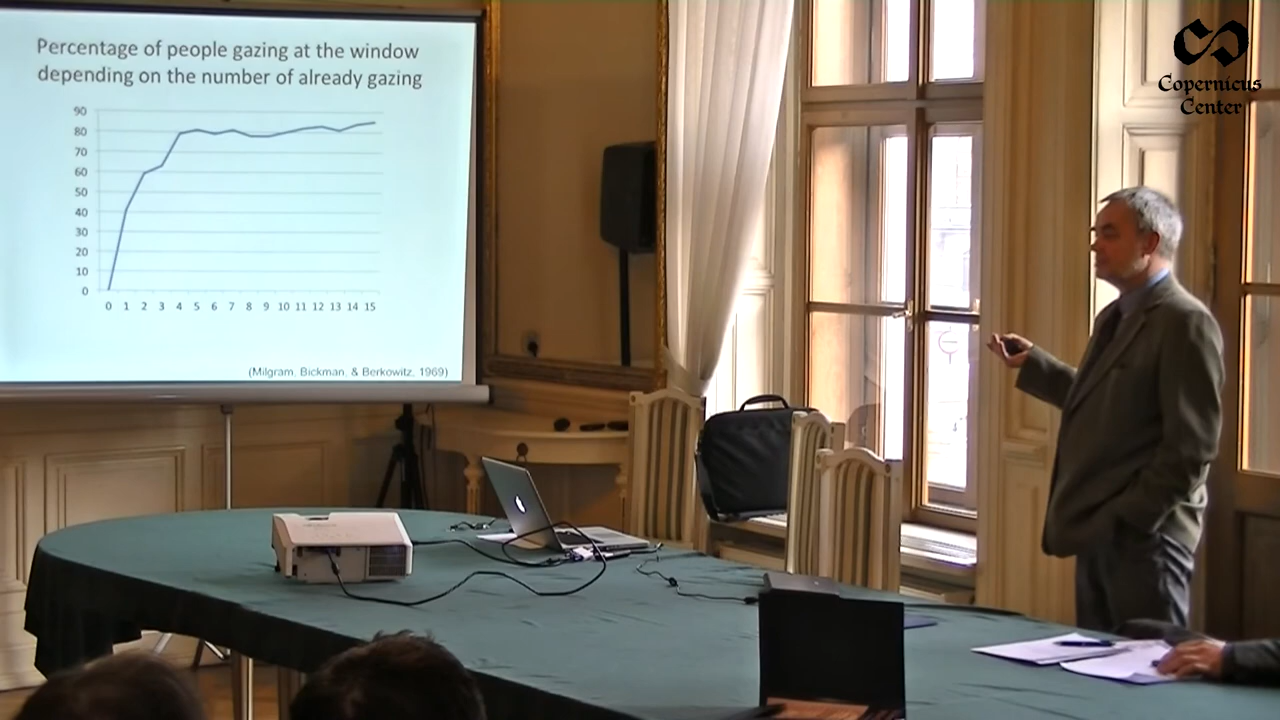 Percentage of people gazing at the window
depending on the number of already gazing
90
80
70
60
50
40
30
20
10
0
0 1 2 3 4 5 6 7 8 9 10 11 12 13 14 15
(Milgram, Bickman, & Berkowitz, 1969)
Copernicus
Center